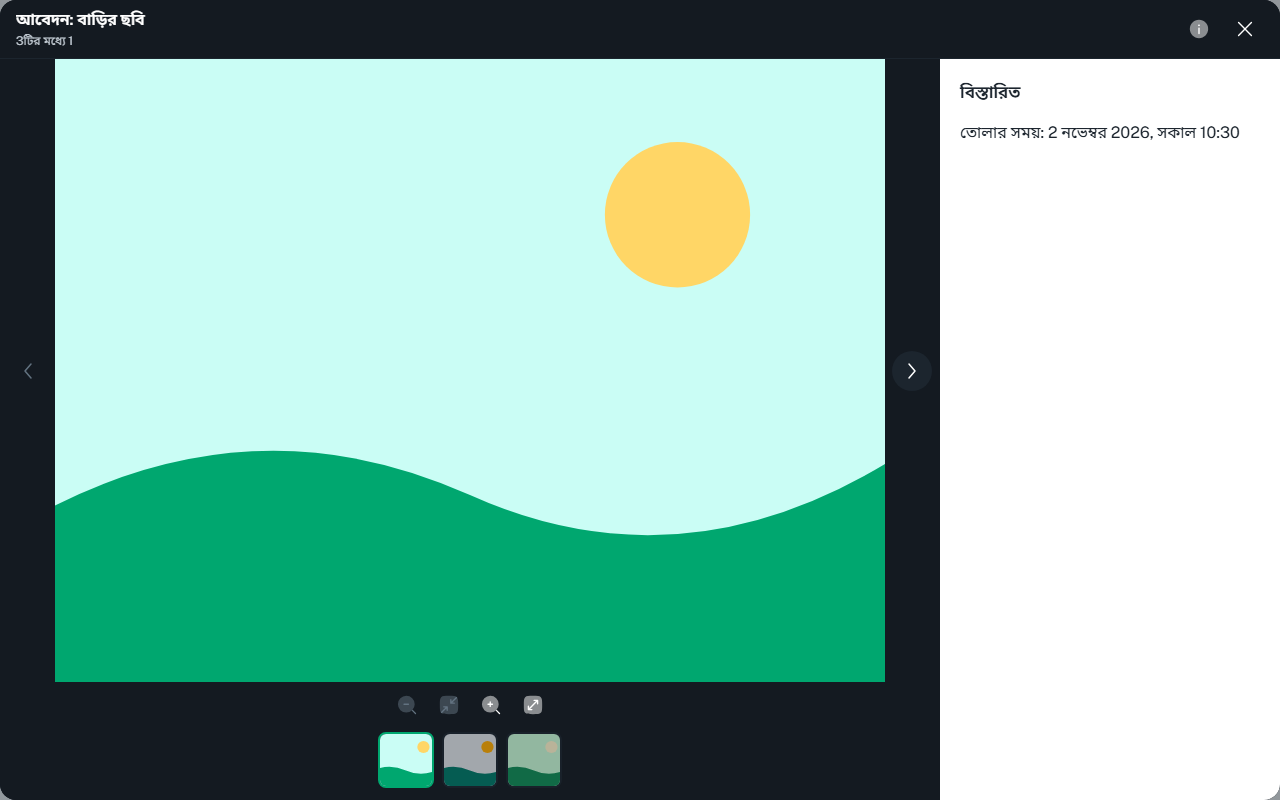 আবেদন: বাড়ির ছবি
3টির মধ্যে 1
বিস্তারিত
তোলার সময়: 2 নভেম্বর 2026, সকাল 10:30